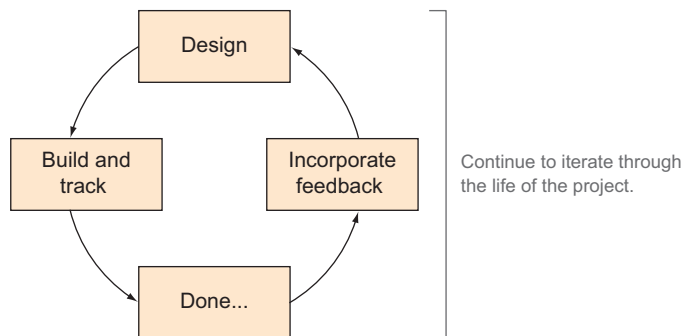 Design
Build and
track
Incorporate
feedback
Done...
Continue to iterate through
the life of the project.